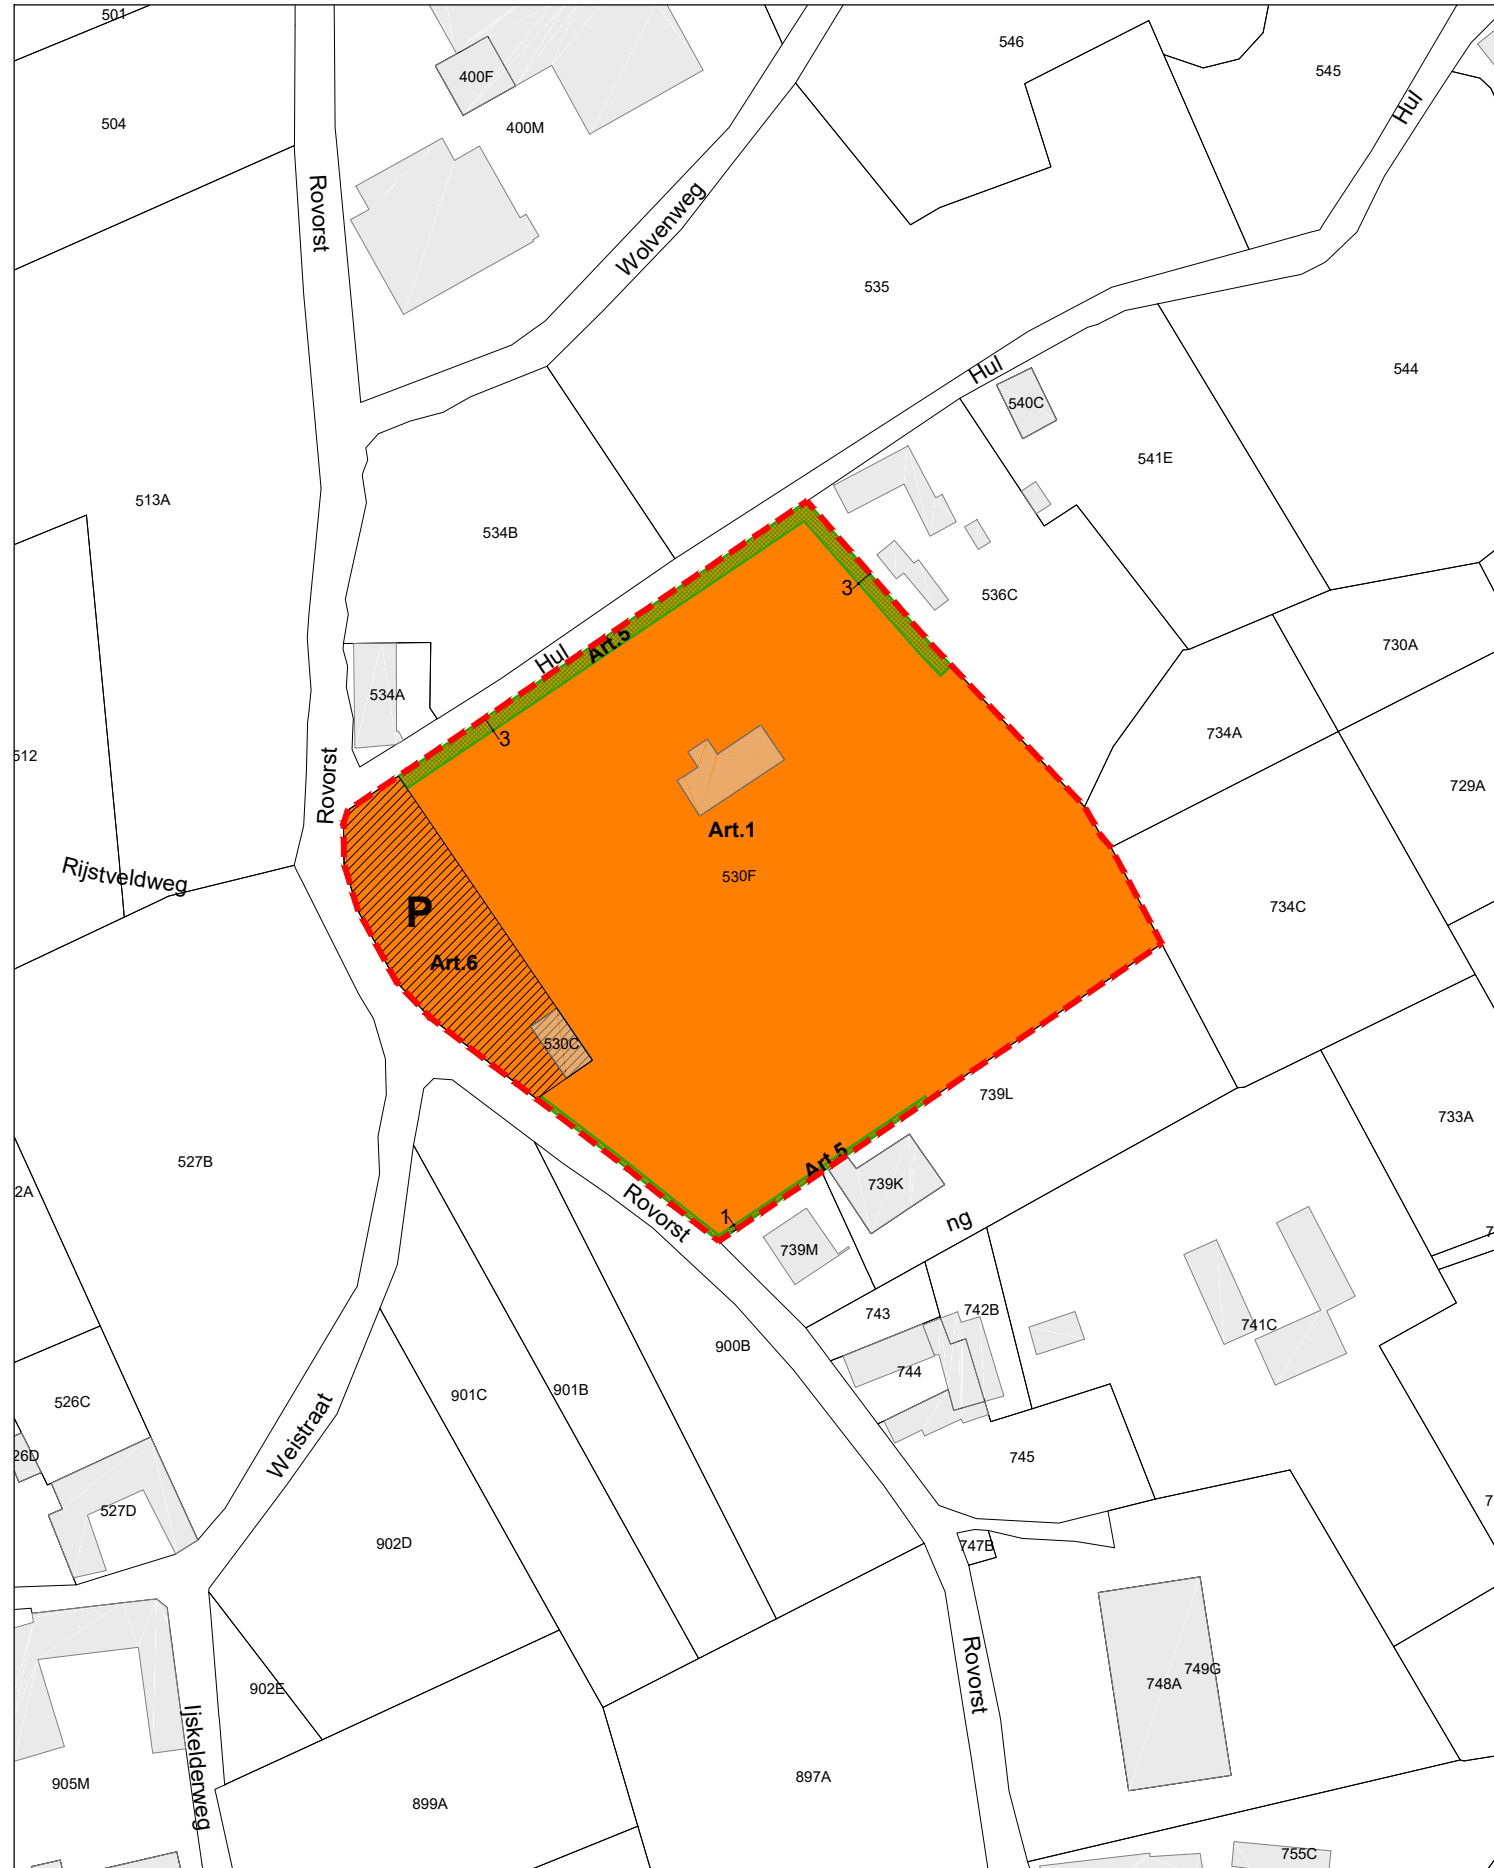 501
400F
546
545
Hul
504
400M
Rovorst
Wolvenweg
535
Hul
544
540C
541E
513A
534B
3
536C
Art.5
Hul
730A
534A
734A
3
512
Rovorst
729A
Art.1
Rijstveldweg
530F
P
734C
Art.6
530C
739L
733A
527B
Art.5
2A
739K
Rovorst
1
ng
739M
743
742B
741C
900B
744
901C
901B
526C
Weistraat
26D
745
527D
902D
747B
Rovorst
749G
748A
902E
Ijskelderweg
905M
897A
899A
755C